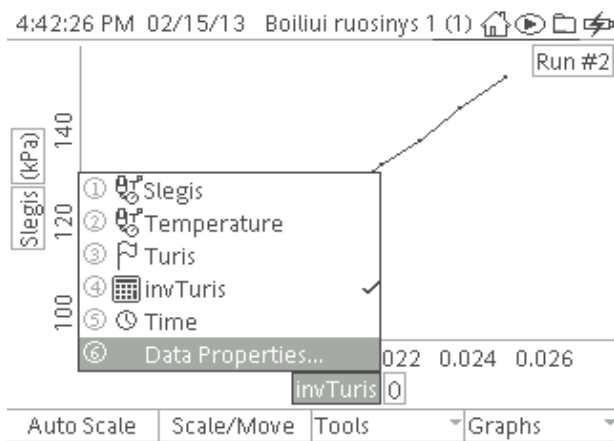 4:42:26 PM 02/15/13 Boiliui ruosinys 1 (1)
Run #2
Slegis (kPa)
140
120
100
① Slegis
② Temperature
③ Turis
④ invTuris
⑤ Time
⑥ Data Properties...
022 0.024 0.026
invTuris 0
Auto Scale Scale/Move Tools Graphs